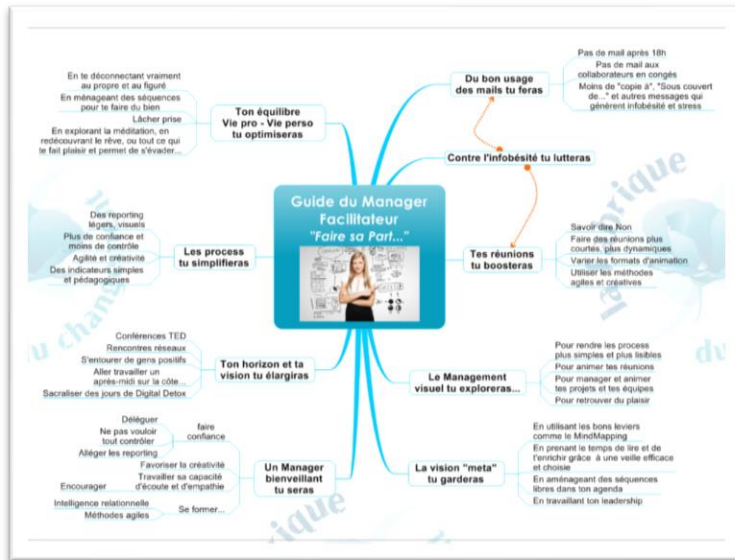 Guide du Manager
Facilitateur
"Faire sa Part..."
Du bon usage
des mails tu feras
Pas de mail après 18h
Pas de mail aux
collaborateurs en congés
Moins de "copie à", "Sous couvert
de..." et autres messages qui
génèrent infobésité et stress
Contre l'infobésité tu lutteras
Tes réunions
tu boosteras
Savoir dire Non
Faire des réunions plus
courtes, plus dynamiques
Varier les formats d'animation
Utiliser les méthodes
agiles et créatives
Le Management
visuel tu exploreras...
Pour rendre les process
plus simples et plus lisibles
Pour animer tes réunions
Pour manager et animer
tes projets et tes équipes
Pour retrouver du plaisir
La vision "meta"
tu garderas
En utilisant les bons leviers
comme le MindMapping
En prenant le temps de lire et de
t'enrichir grâce à une veille efficace
et choisie
En aménageant des séquences
libres dans ton agenda
En travaillant ton leadership
Ton équilibre
Vie pro - Vie perso
tu optimiseras
En te déconnectant vraiment
au propre et au figuré
En ménageant des séquences
pour te faire du bien
Lâcher prise
En explorant la méditation, en
redécouvrant le rêve, ou tout ce qui
te fait plaisir et permet de s'évader...
Les process
tu simplifieras
Des reporting
légers, visuels
Plus de confiance et
moins de contrôle
Agilité et créativité
Des indicateurs simples
et pédagogiques
Ton horizon et ta
vision tu élargiras
Conférences TED
Rencontres réseaux
S'entourer de gens positifs
Aller travailler un
après-midi sur la côte...
Sacraliser des jours de Digital Detox
Un Manager
bienveillant
tu seras
faire
confiance
Déléguer
Ne pas vouloir
tout contrôler
Alléger les reporting
Encourager
Favoriser la créativité
Travailler sa capacité
d'écoute et d'empathie
Se former...
Intelligence relationnelle
Méthodes agiles